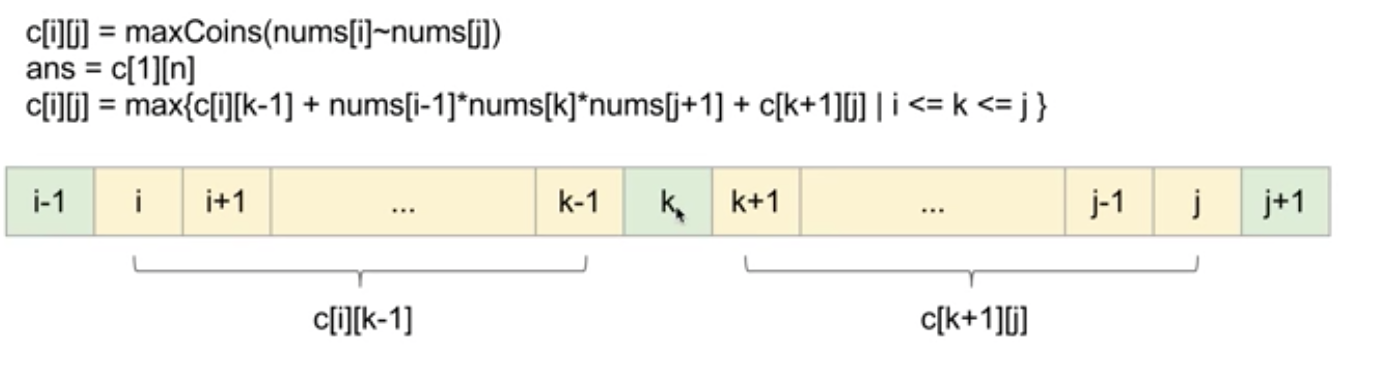 c[i][j] = maxCoins(nums[i]~nums[j])
ans = c[1][n]
c[i][j] = max{c[i][k-1] + nums[i-1]*nums[k]*nums[j+1] + c[k+1][j] | i <= k <= j }
i-1 i i+1 ... k-1 k k+1 ... j-1 j j+1
c[i][k-1] c[k+1][j]